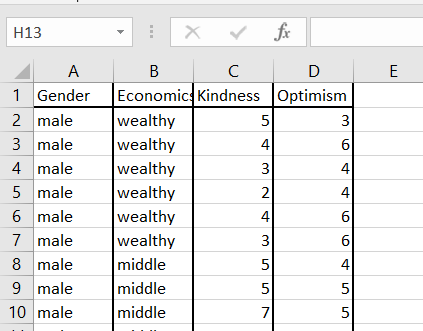 H13 fx
A B C D E
1 Gender Economics Kindness Optimism
2 male wealthy 5 3
3 male wealthy 4 6
4 male wealthy 3 4
5 male wealthy 2 4
6 male wealthy 4 6
7 male wealthy 3 6
8 male middle 5 4
9 male middle 5 5
10 male middle 7 5